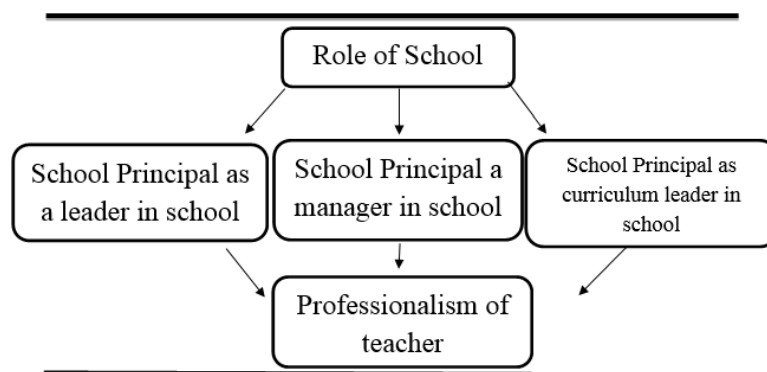 Role of School
School Principal as
a leader in school
School Principal a
manager in school
School Principal as
curriculum leader in
school
Professionalism of
teacher